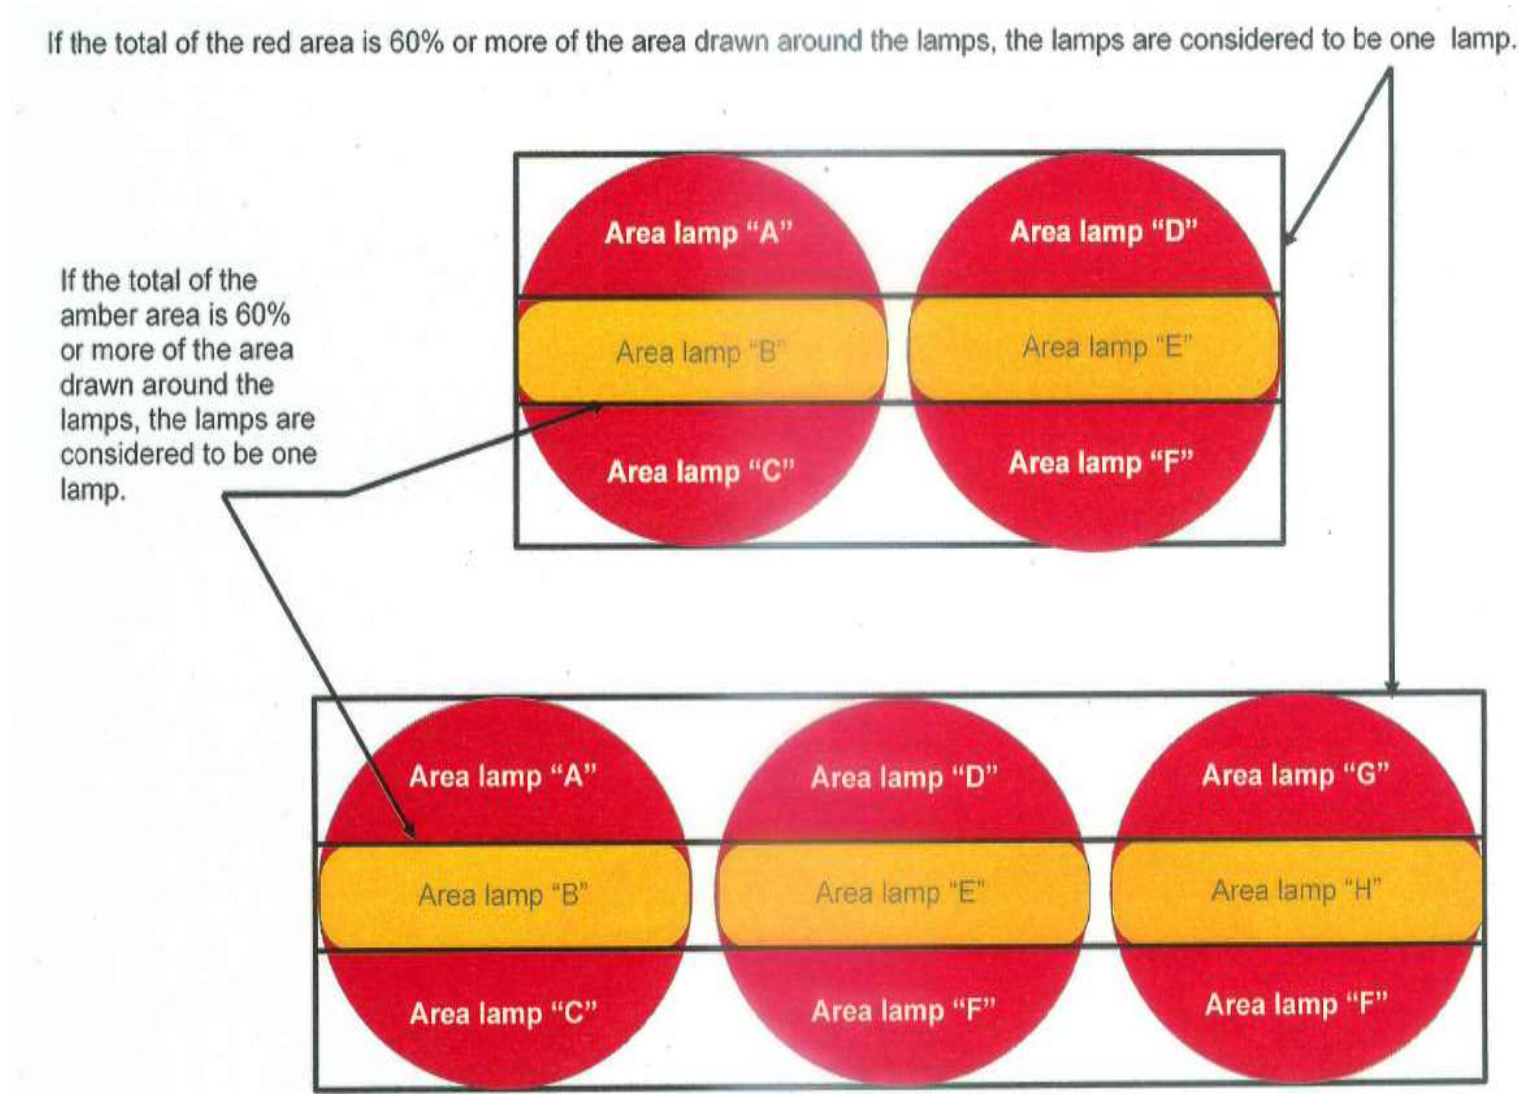 If the total of the red area is 60% or more of the area drawn around the lamps, the lamps are considered to be one lamp.
If the total of the
amber area is 60%
or more of the area
drawn around the
lamps, the lamps are
considered to be one
lamp.
Area lamp “A”
Area lamp “D”
Area lamp “B”
Area lamp “E”
Area lamp “C”
Area lamp “F”
Area lamp “A”
Area lamp “D”
Area lamp “G”
Area lamp “B”
Area lamp “E”
Area lamp “H”
Area lamp “C”
Area lamp “F”
Area lamp “F”